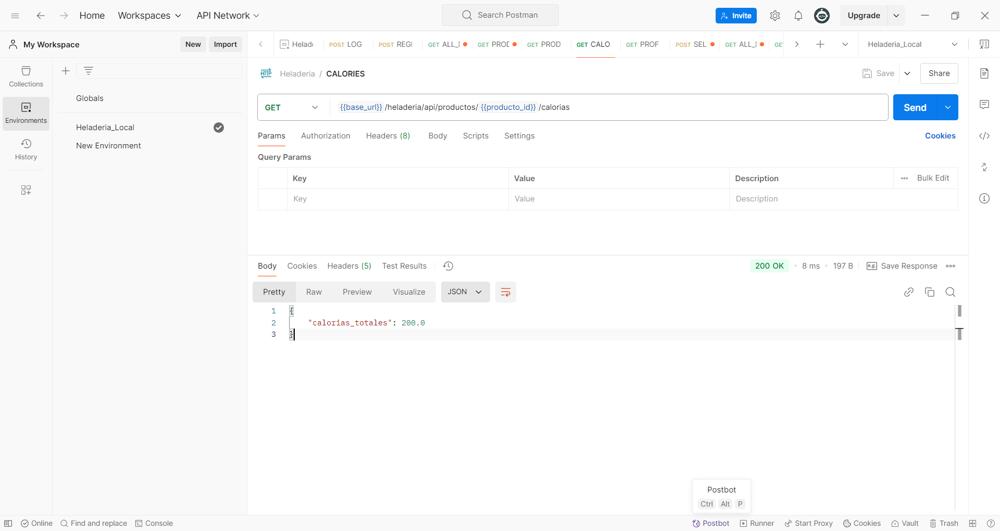 Home Workspaces API Network Search Postman Invite Upgrade
My Workspace New Import
Helade POST LOG POST REGI GET ALL_I GET PROD GET PROD GET CALO GET PROF POST SEL GET ALL_I GET Heladeria_Local
Collections
Environments
History
Globals
Heladeria_Local
New Environment
HTTP Heladeria / CALORIES Save Share
GET {{base_url}}/heladeria/api/productos/{{producto_id}}/calorias Send
Params Authorization Headers (8) Body Scripts Settings Cookies
Query Params
Key Value Description Bulk Edit
Key Value Description
Body Cookies Headers (5) Test Results 200 OK 8 ms 197 B e.g. Save Response
Pretty Raw Preview Visualize JSON
1 {
2 "calorias_totales": 200.0
3 }
Postbot
Ctrl Alt P
Online Find and replace Console Postbot Runner Start Proxy Cookies Vault Trash